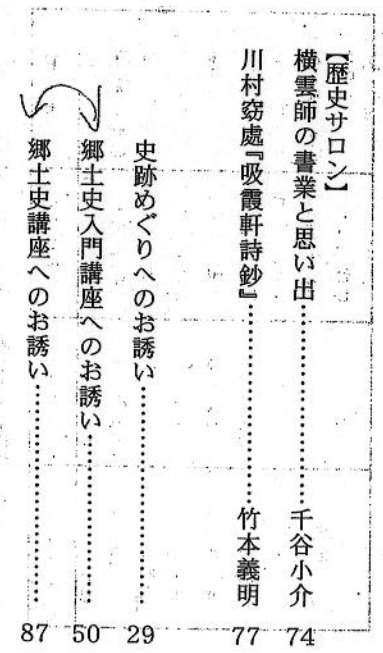 【歴史サロン】
横雲師の書業と思い出……………………千谷小介 74
川村窈處『吸霞軒詩鈔』……………………竹本義明 77
史跡めぐりへのお誘い……………………29
郷土史入門講座へのお誘い……………………50
郷土史講座へのお誘い……………………87